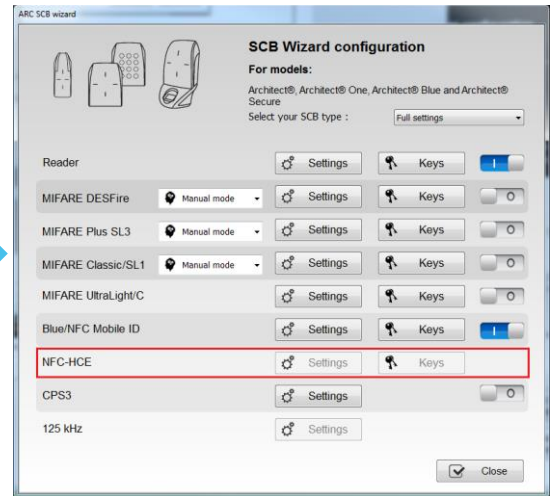 ARC SCB wizard
SCB Wizard configuration
For models:
Architect®, Architect® One, Architect® Blue and Architect®
Secure
Select your SCB type : Full settings
Reader Settings Keys I
MIFARE DESFire Manual mode Settings Keys O
MIFARE Plus SL3 Manual mode Settings Keys O
MIFARE Classic/SL1 Manual mode Settings Keys O
MIFARE UltraLight/C Settings Keys O
Blue/NFC Mobile ID Settings Keys I
NFC-HCE Settings Keys
CPS3 Settings O
125 kHz Settings
Close